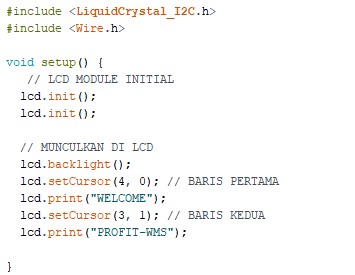 #include <LiquidCrystal_I2C.h>
#include <Wire.h>
void setup() {
// LCD MODULE INITIAL
lcd.init();
lcd.init();
// MUNCULKAN DI LCD
lcd.backlight();
lcd.setCursor(4, 0); // BARIS PERTAMA
lcd.print("WELCOME");
lcd.setCursor(3, 1); // BARIS KEDUA
lcd.print("PROFIT-WMS");
}